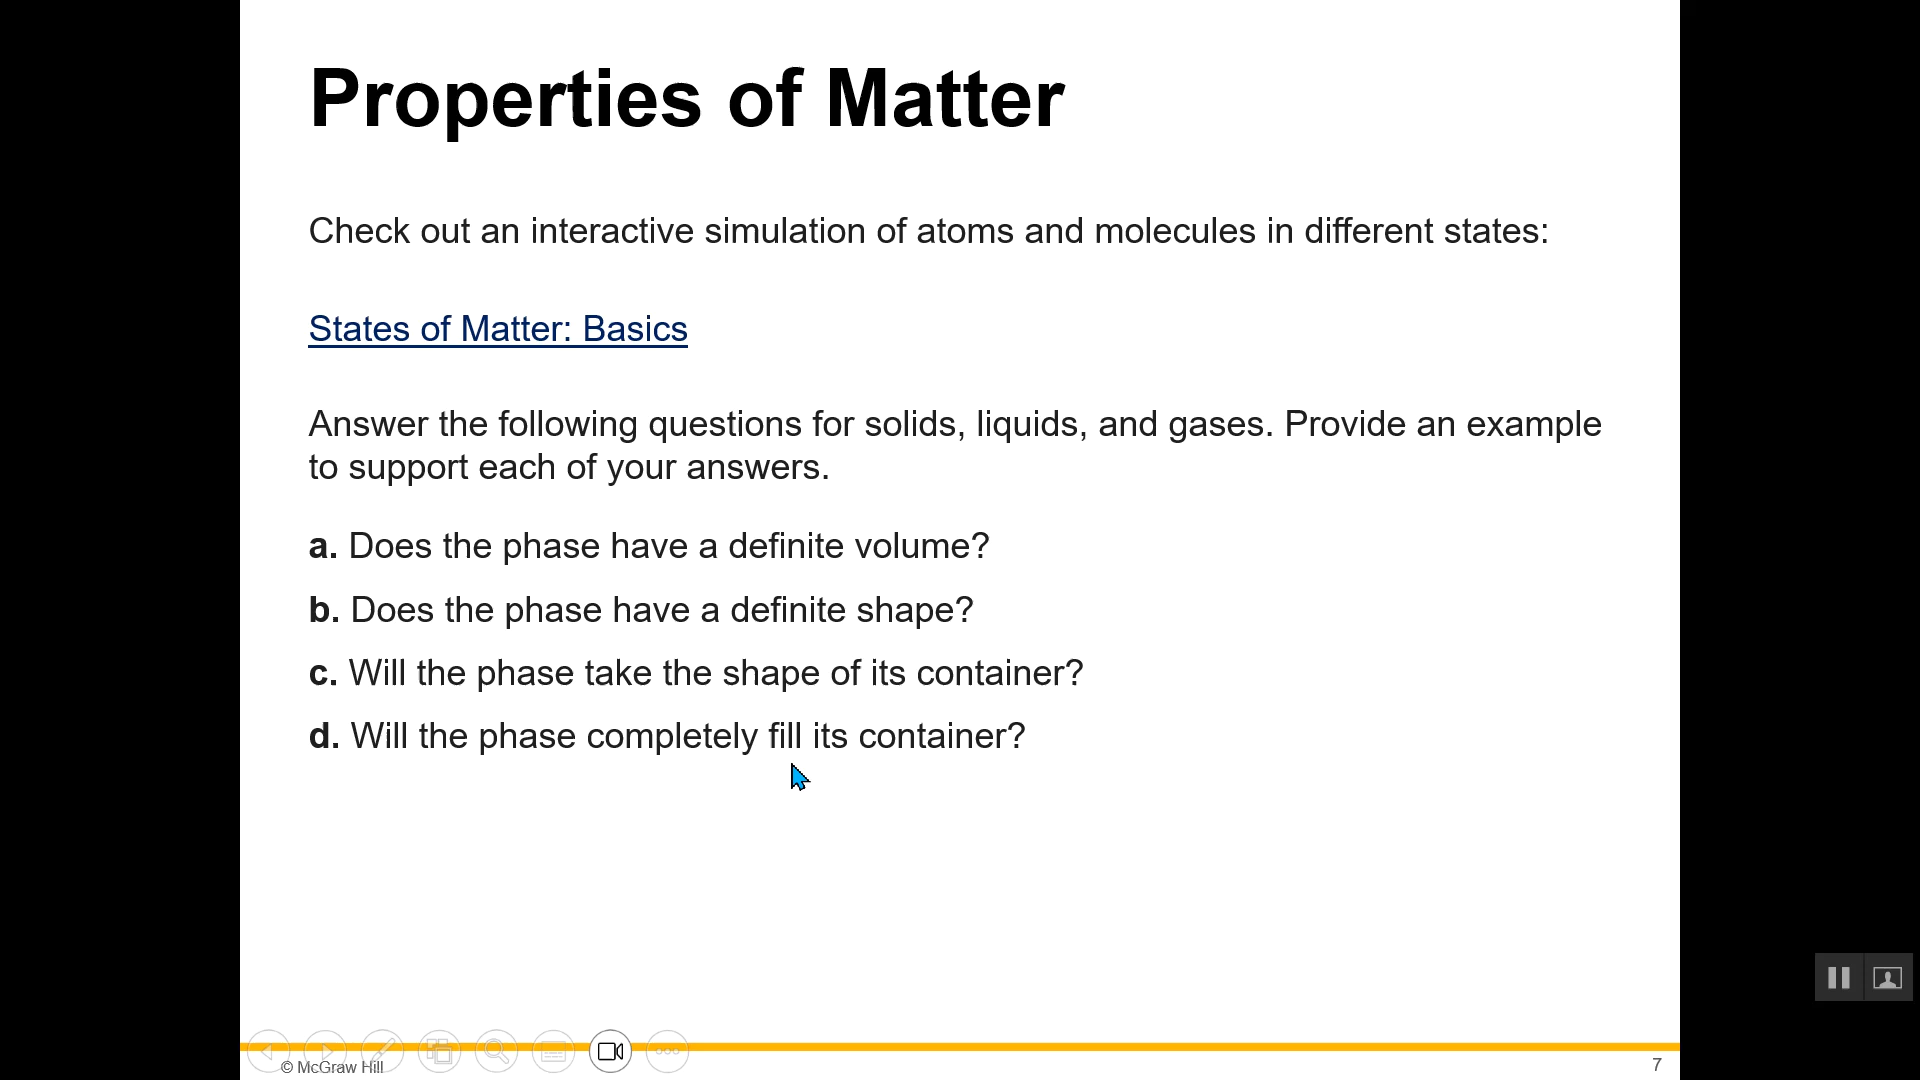 Properties of Matter
Check out an interactive simulation of atoms and molecules in different states:
States of Matter: Basics
Answer the following questions for solids, liquids, and gases. Provide an example
to support each of your answers.
a. Does the phase have a definite volume?
b. Does the phase have a definite shape?
c. Will the phase take the shape of its container?
d. Will the phase completely fill its container?
© McGraw Hill
7